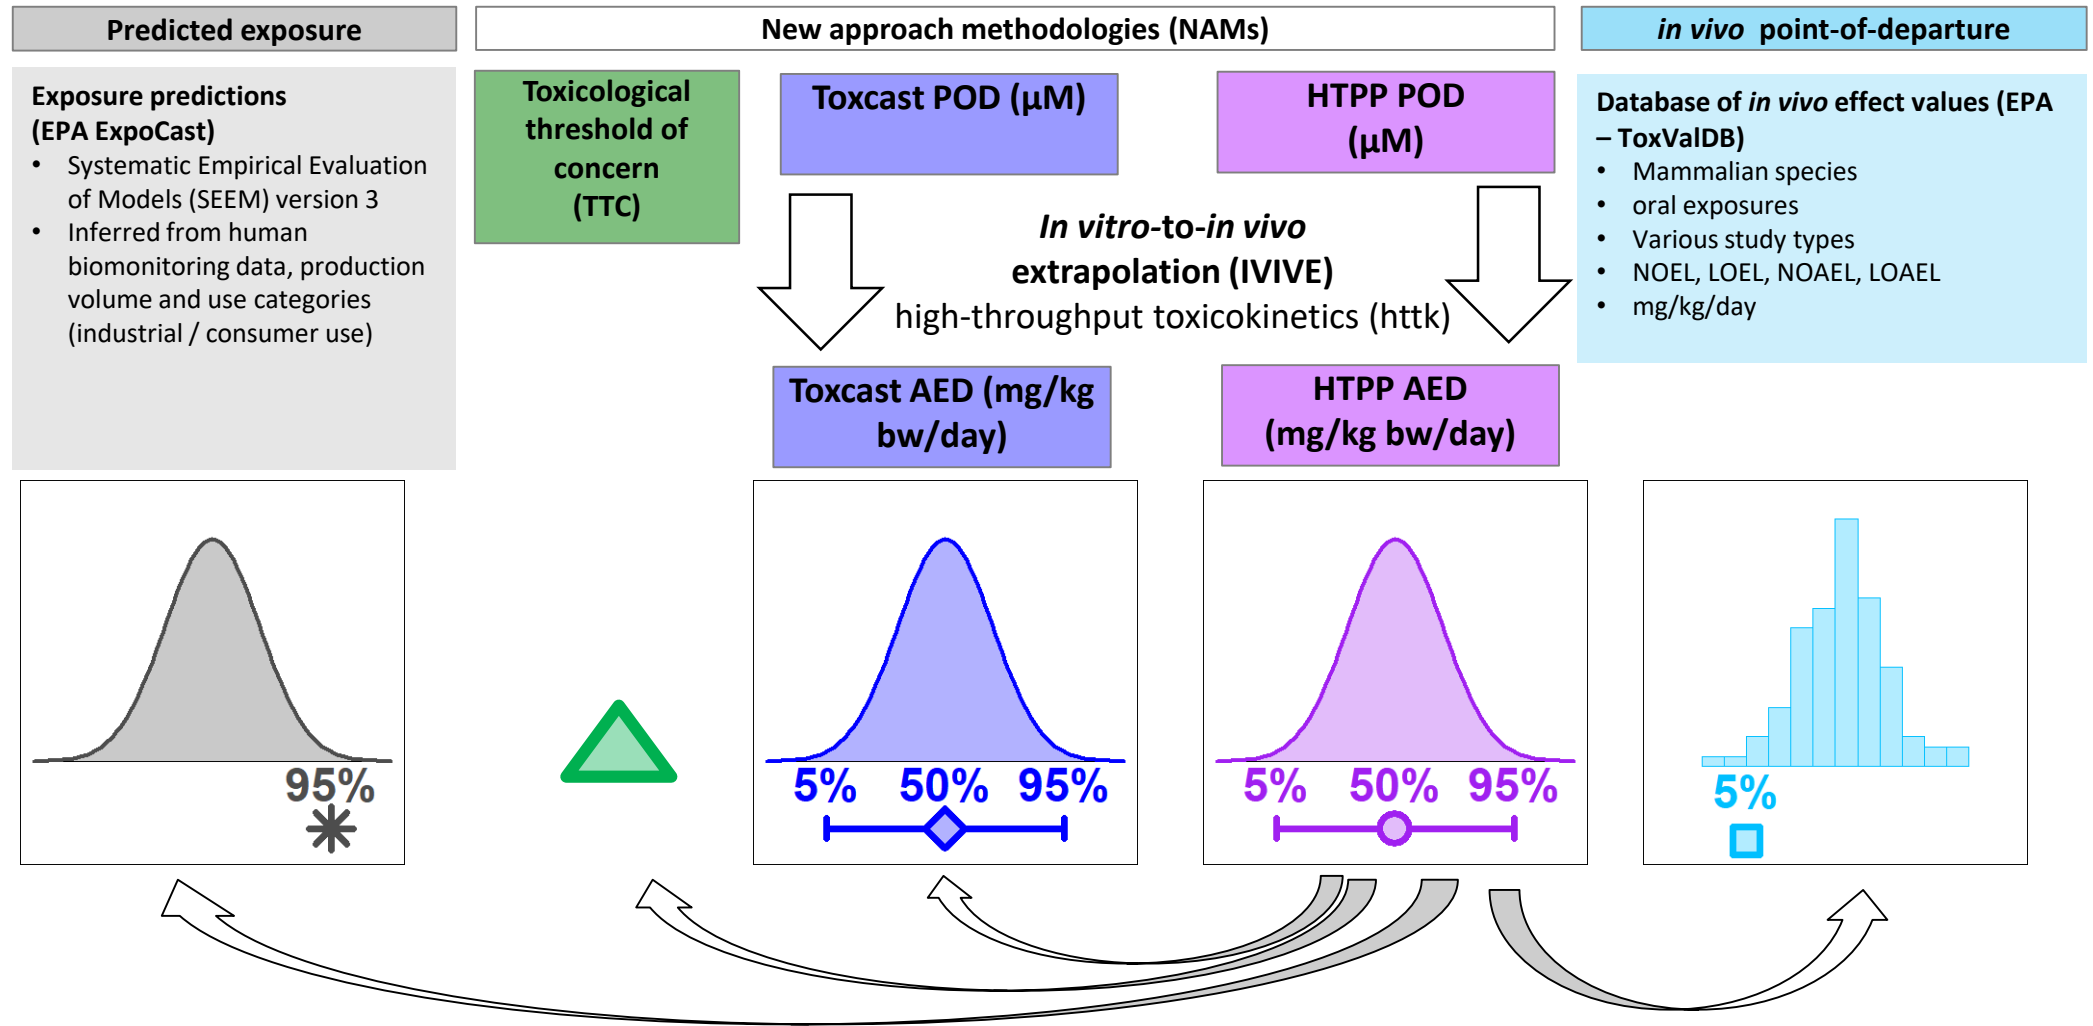 Predicted exposure
New approach methodologies (NAMs)
in vivo point-of-departure
Exposure predictions
(EPA ExpoCast)
• Systematic Empirical Evaluation
of Models (SEEM) version 3
• Inferred from human
biomonitoring data, production
volume and use categories
(industrial / consumer use)
Toxicological
threshold of
concern
(TTC)
Toxcast POD (µM)
HTPP POD
(µM)
In vitro-to-in vivo
extrapolation (IVIVE)
high-throughput toxicokinetics (httk)
Toxcast AED (mg/kg
bw/day)
HTPP AED
(mg/kg bw/day)
Database of in vivo effect values (EPA
– ToxValDB)
• Mammalian species
• oral exposures
• Various study types
• NOEL, LOEL, NOAEL, LOAEL
• mg/kg/day
95%
5% 50% 95%
5% 50% 95%
5%